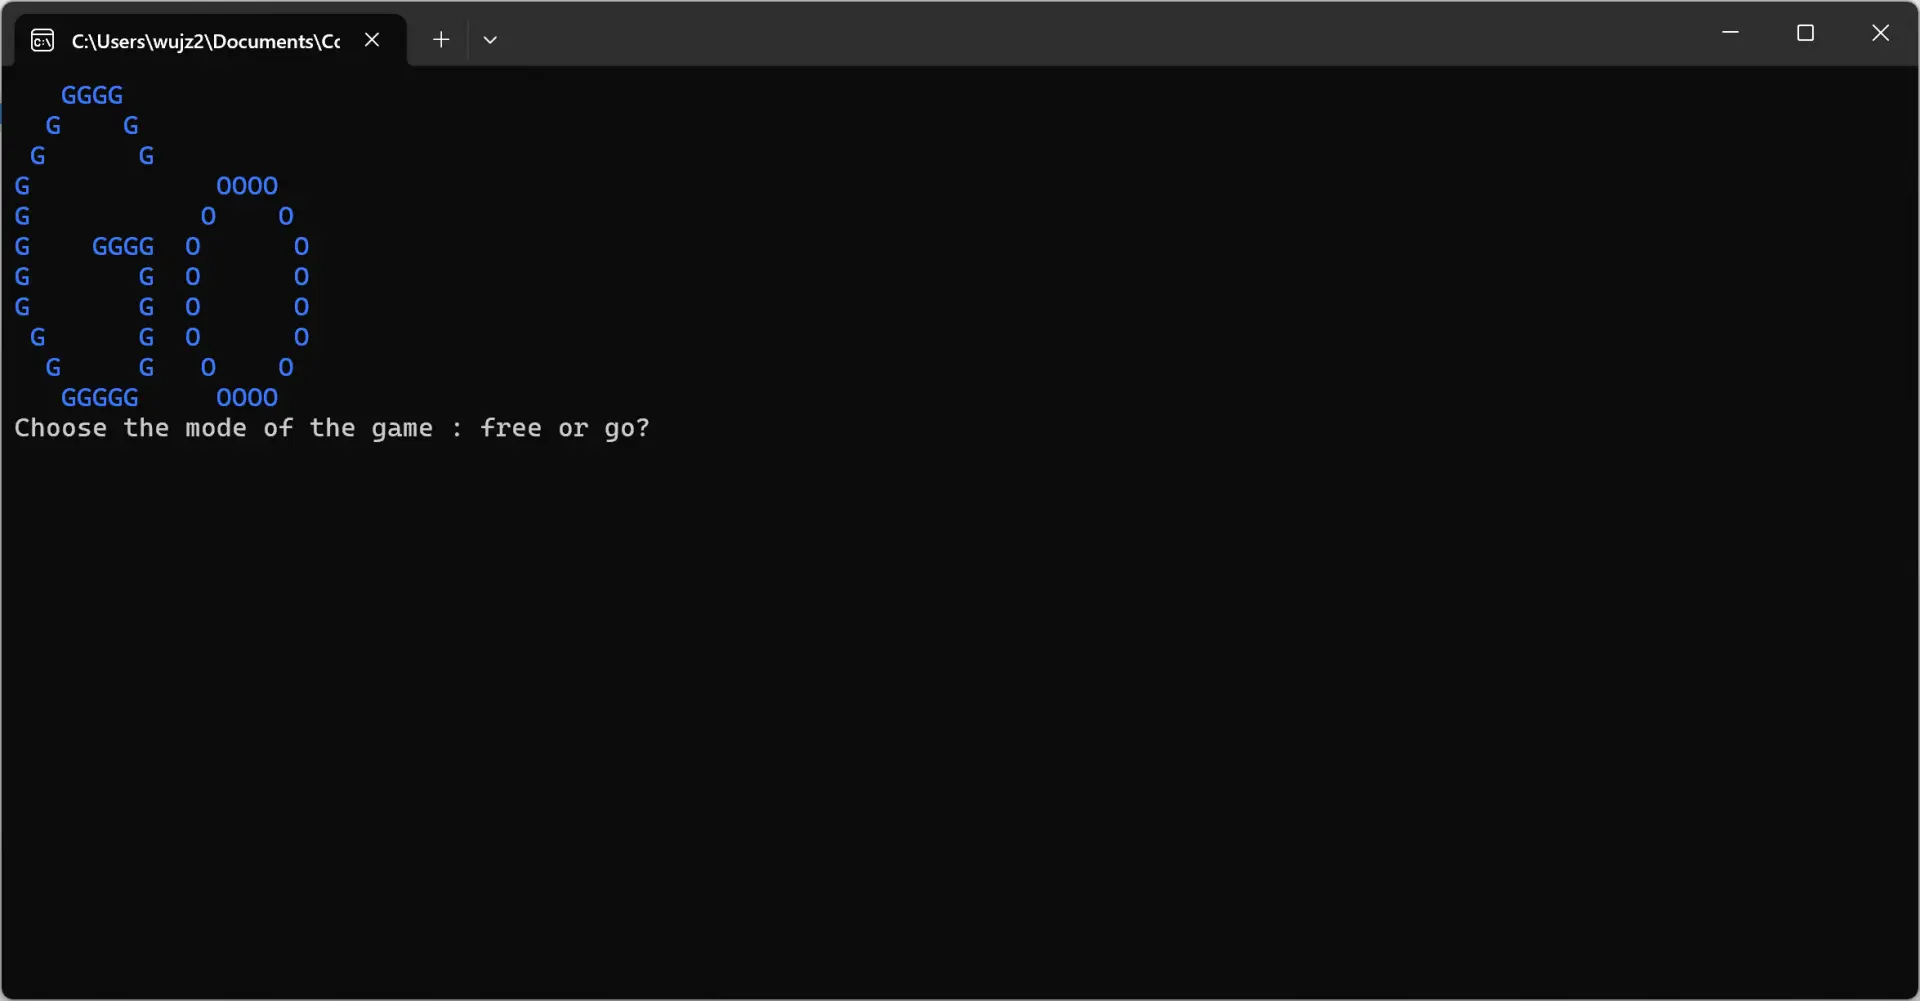 C:\Users\wujz2\Documents\Cc
   GGGG
  G    G
 G      G
G            OOOO
G           O    O
G    GGGG  O      O
G       G  O      O
G       G  O      O
 G      G  O      O
  G     G   O    O
   GGGGG     OOOO
Choose the mode of the game : free or go?